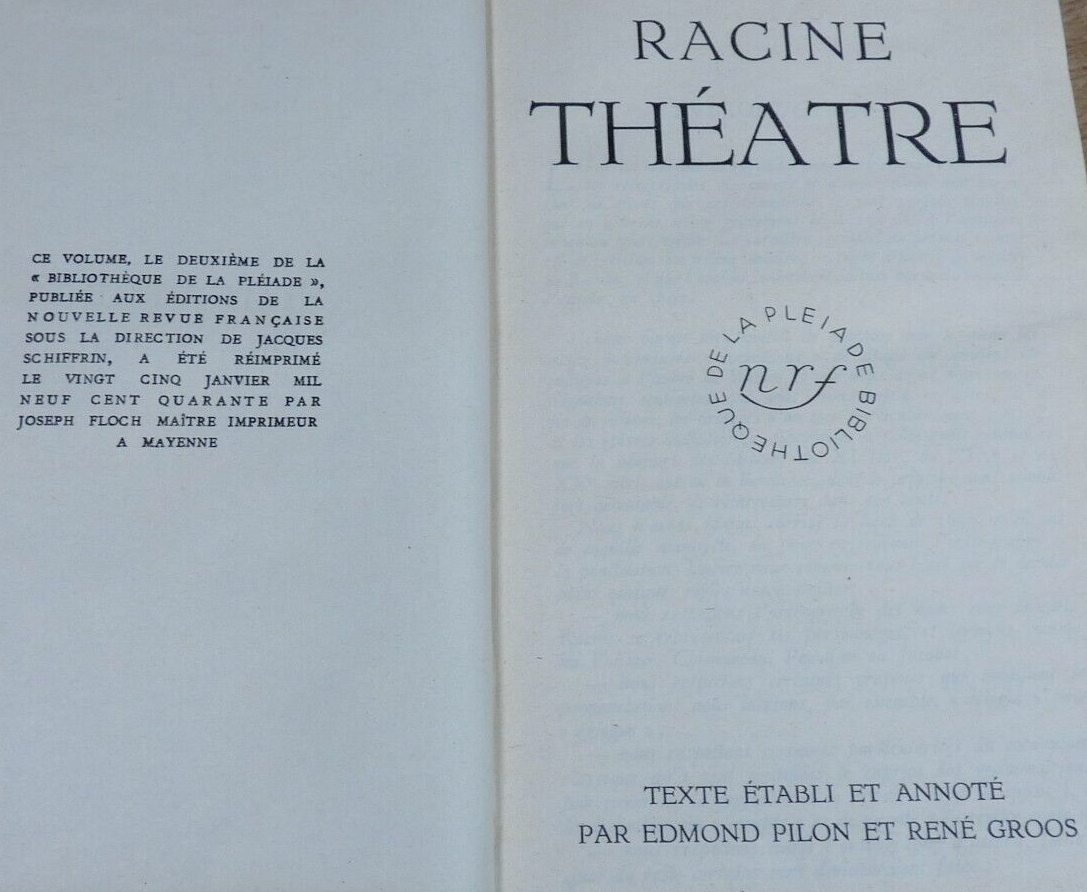 CE VOLUME, LE DEUXIÈME DE LA
« BIBLIOTHÈQUE DE LA PLÉIADE »,
PUBLIÉE AUX ÉDITIONS DE LA
NOUVELLE REVUE FRANÇAISE
SOUS LA DIRECTION DE JACQUES
SCHIFFRIN, A ÉTÉ RÉIMPRIMÉ
LE VINGT CINQ JANVIER MIL
NEUF CENT QUARANTE PAR
JOSEPH FLOCH MAÎTRE IMPRIMEUR
A MAYENNE
RACINE
THÉATRE
BIBLIOTHEQUE DE LA PLEIADE
nrf
TEXTE ÉTABLI ET ANNOTÉ
PAR EDMOND PILON ET RENÉ GROOS